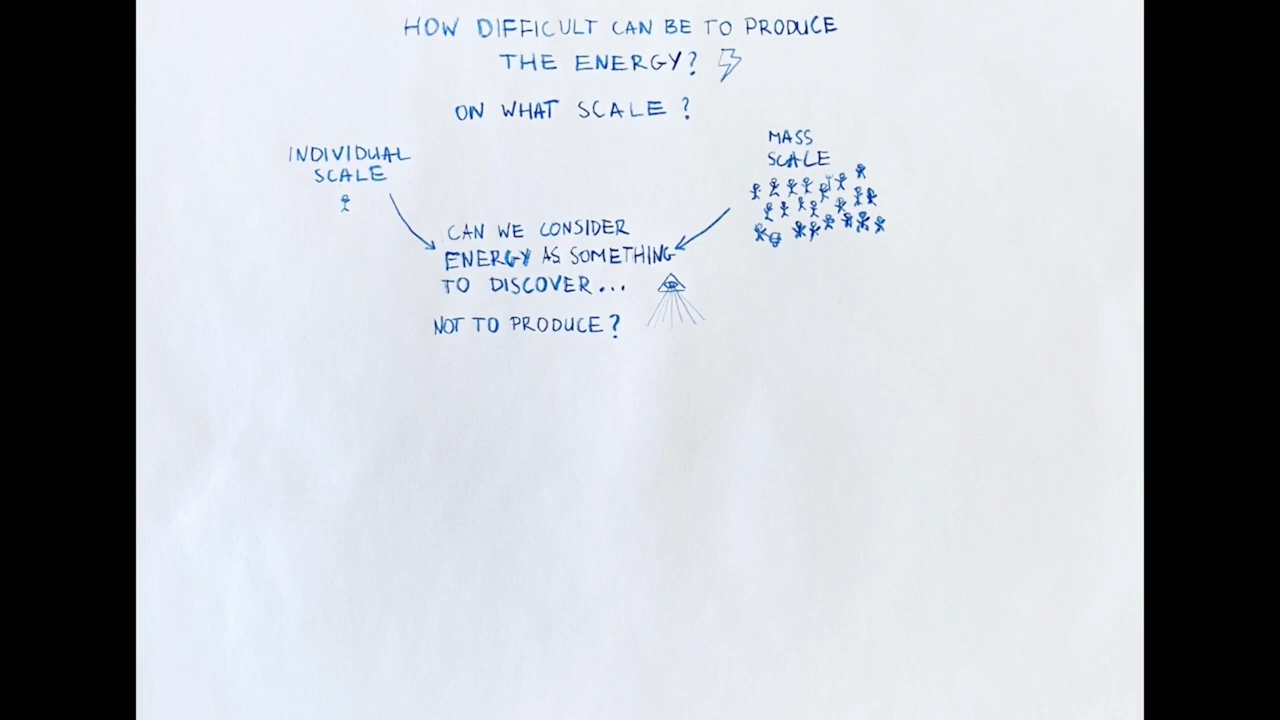 HOW DIFFICULT CAN BE TO PRODUCE
THE ENERGY?
ON WHAT SCALE?
INDIVIDUAL
SCALE
MASS
SCALE
CAN WE CONSIDER
ENERGY AS SOMETHING
TO DISCOVER...
NOT TO PRODUCE?